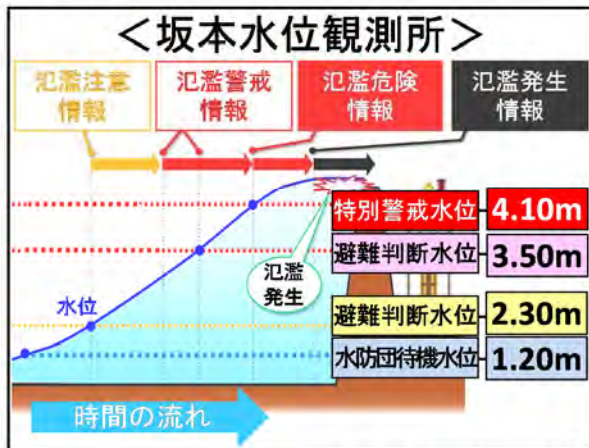 ＜坂本水位観測所＞
氾濫注意
情報
氾濫警戒
情報
氾濫危険
情報
氾濫発生
情報
特別警戒水位
4.10m
避難判断水位
3.50m
氾濫
発生
水位
避難判断水位
2.30m
水防団待機水位
1.20m
時間の流れ